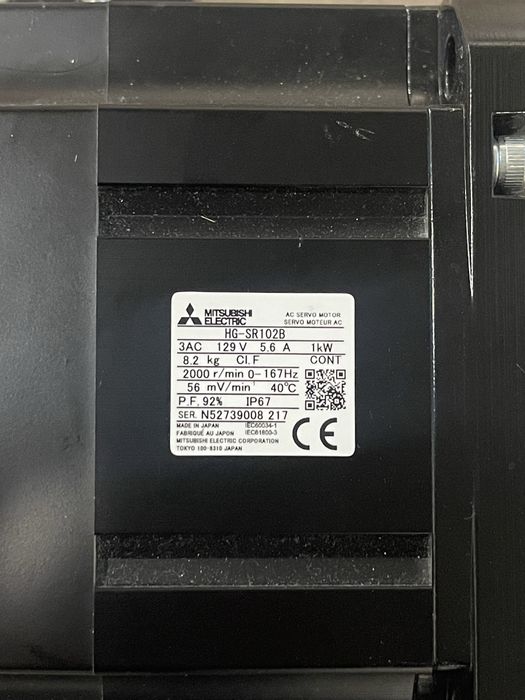 MITSUBISHI
ELECTRIC
AC SERVO MOTOR
SERVO MOTEUR AC
HG-SR102B
3AC 129V 5.6 A 1kW
8.2 kg Cl.F CONT
2000 r/min 0-167Hz
56 mV/min⁻¹ 40℃
P.F. 92% IP67
SER. N52739008 217
MADE IN JAPAN IEC60034-1
FABRIQUÉ AU JAPON IEC61800-3
MITSUBISHI ELECTRIC CORPORATION
TOKYO 100-8310 JAPAN
CE